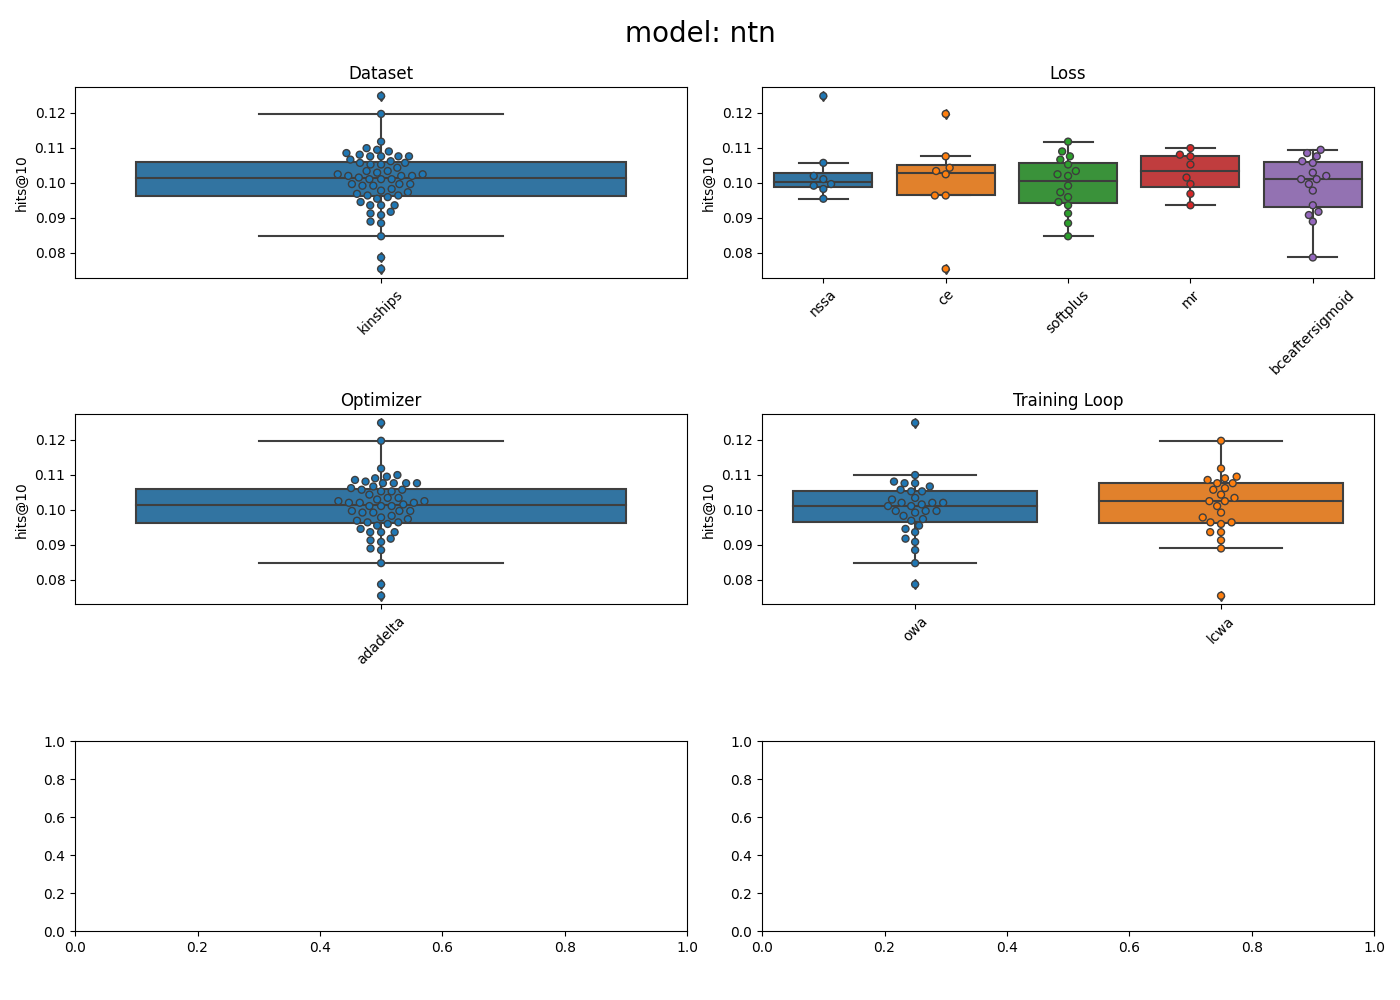 model: ntn
Dataset
Loss
hits@10
0.12
0.11
0.10
0.09
0.08
kinships
hits@10
0.12
0.11
0.10
0.09
0.08
nssa
ce
softplus
mr
bceaftersigmoid
Optimizer
Training Loop
hits@10
0.12
0.11
0.10
0.09
0.08
adadelta
hits@10
0.12
0.11
0.10
0.09
0.08
owa
lcwa
1.0
0.8
0.6
0.4
0.2
0.0
0.0 0.2 0.4 0.6 0.8 1.0
1.0
0.8
0.6
0.4
0.2
0.0
0.0 0.2 0.4 0.6 0.8 1.0